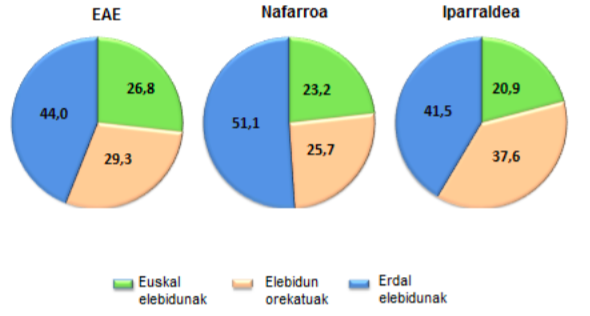 EAE
Nafarroa
Iparraldea
26,8
44,0
29,3
23,2
51,1
25,7
20,9
41,5
37,6
Euskal
elebidunak
Elebidun
orekatuak
Erdal
elebidunak